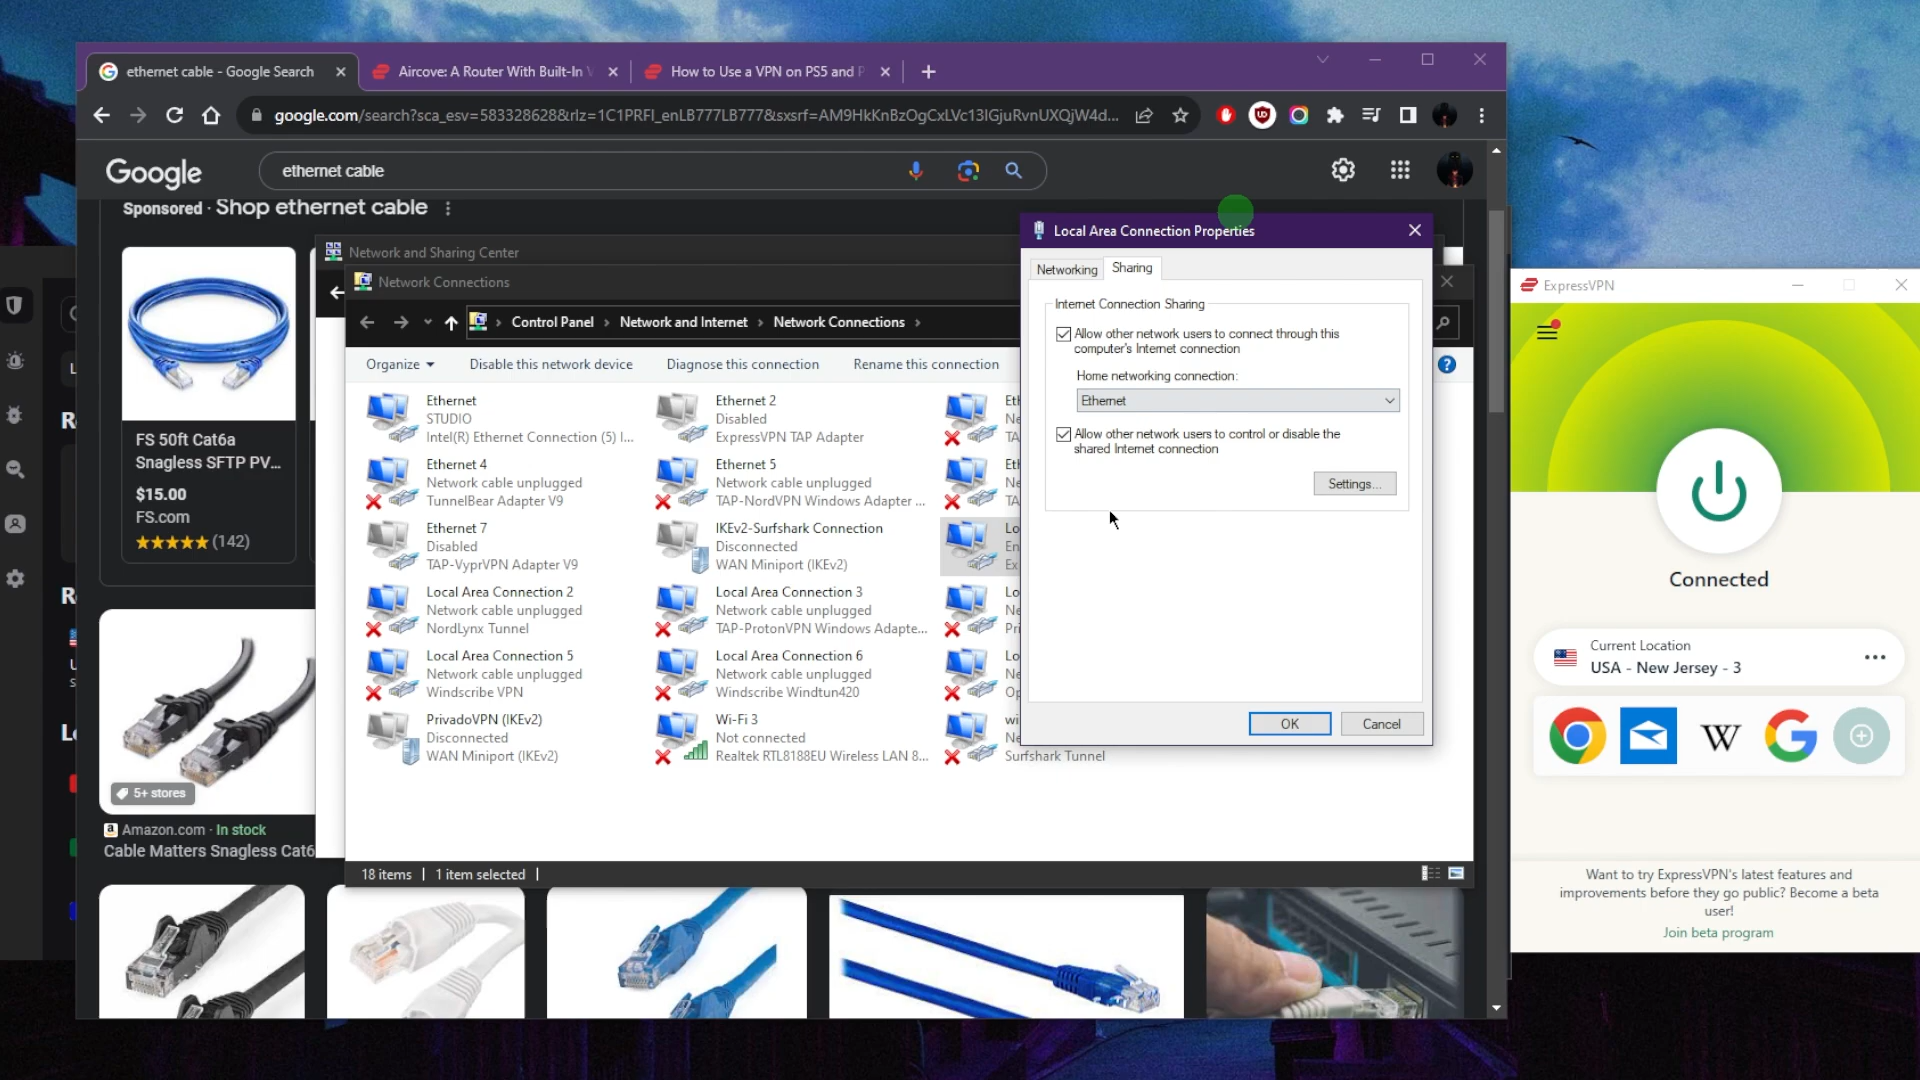 ethernet cable - Google Search
Aircove: A Router With Built-In V
How to Use a VPN on PS5 and P
google.com/search?sca_esv=583328628&rlz=1C1PRFI_enLB777LB777&sxsrf=AM9HkKnBzOgCxLVc13IGjuRvnUXQjW4d...
Google
ethernet cable
Sponsored · Shop ethernet cable
FS 50ft Cat6a
Snagless SFTP PV...
$15.00
FS.com
(142)
5+ stores
Amazon.com · In stock
Cable Matters Snagless Cat6
Network and Sharing Center
Network Connections
Control Panel > Network and Internet > Network Connections >
Organize
Disable this network device
Diagnose this connection
Rename this connection
Ethernet
STUDIO
Intel(R) Ethernet Connection (5) I...
Ethernet 2
Disabled
ExpressVPN TAP Adapter
Ethernet 4
Network cable unplugged
TunnelBear Adapter V9
Ethernet 5
Network cable unplugged
TAP-NordVPN Windows Adapter ...
Ethernet 7
Disabled
TAP-VyprVPN Adapter V9
IKEv2-Surfshark Connection
Disconnected
WAN Miniport (IKEv2)
Local Area Connection 2
Network cable unplugged
NordLynx Tunnel
Local Area Connection 3
Network cable unplugged
TAP-ProtonVPN Windows Adapte...
Local Area Connection 5
Network cable unplugged
Windscribe VPN
Local Area Connection 6
Network cable unplugged
Windscribe Windtun420
PrivadoVPN (IKEv2)
Disconnected
WAN Miniport (IKEv2)
Wi-Fi 3
Not connected
Realtek RTL8188EU Wireless LAN 8...
Surfshark Tunnel
18 items
1 item selected
Local Area Connection Properties
Networking
Sharing
Internet Connection Sharing
Allow other network users to connect through this
computer's Internet connection
Home networking connection:
Ethernet
Allow other network users to control or disable the
shared Internet connection
Settings...
OK
Cancel
ExpressVPN
Connected
Current Location
USA - New Jersey - 3
W
Want to try ExpressVPN's latest features and
improvements before they go public? Become a beta
user!
Join beta program